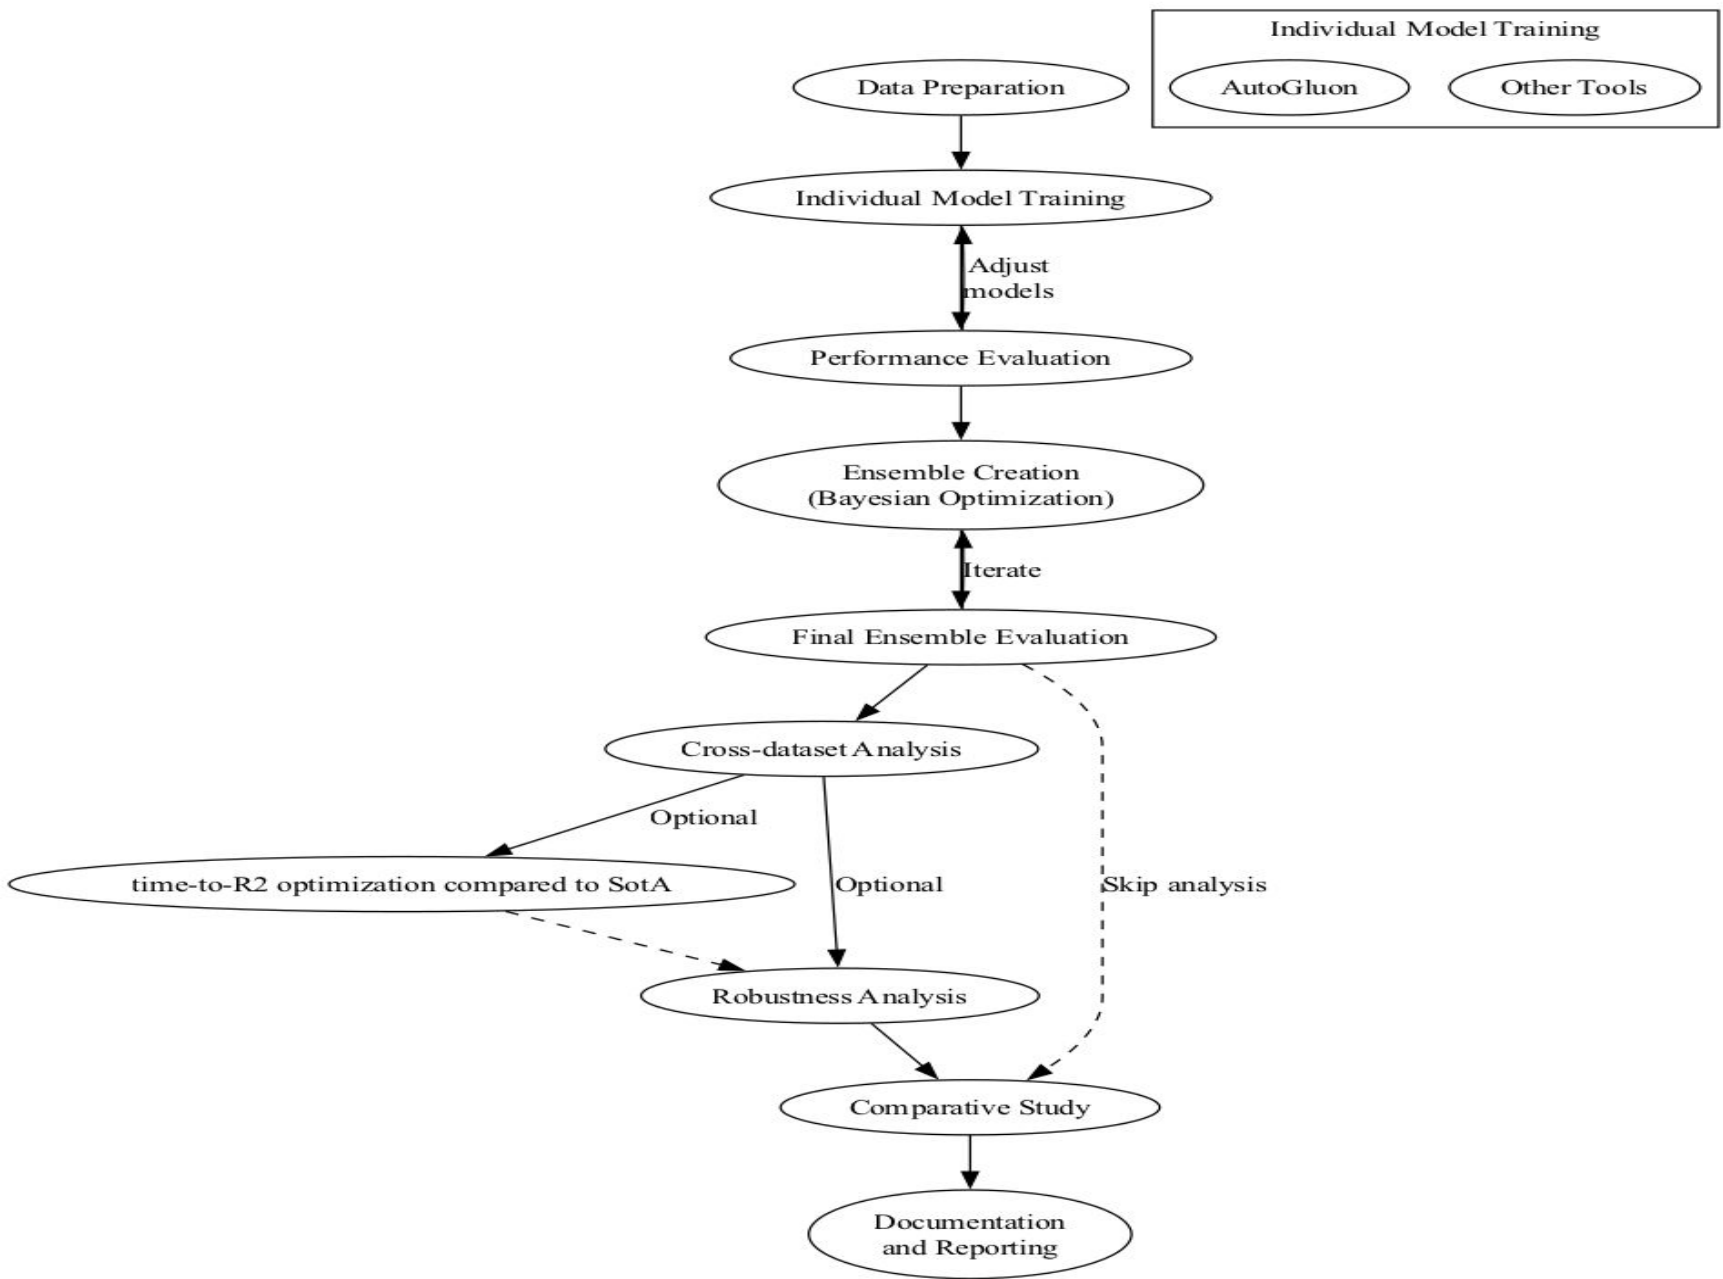 Individual Model Training
Data Preparation
AutoGluon
Other Tools
Individual Model Training
Adjust
models
Performance Evaluation
Ensemble Creation
(Bayesian Optimization)
Iterate
Final Ensemble Evaluation
Cross-dataset Analysis
Optional
time-to-R2 optimization compared to SotA
Optional
Skip analysis
Robustness Analysis
Comparative Study
Documentation
and Reporting